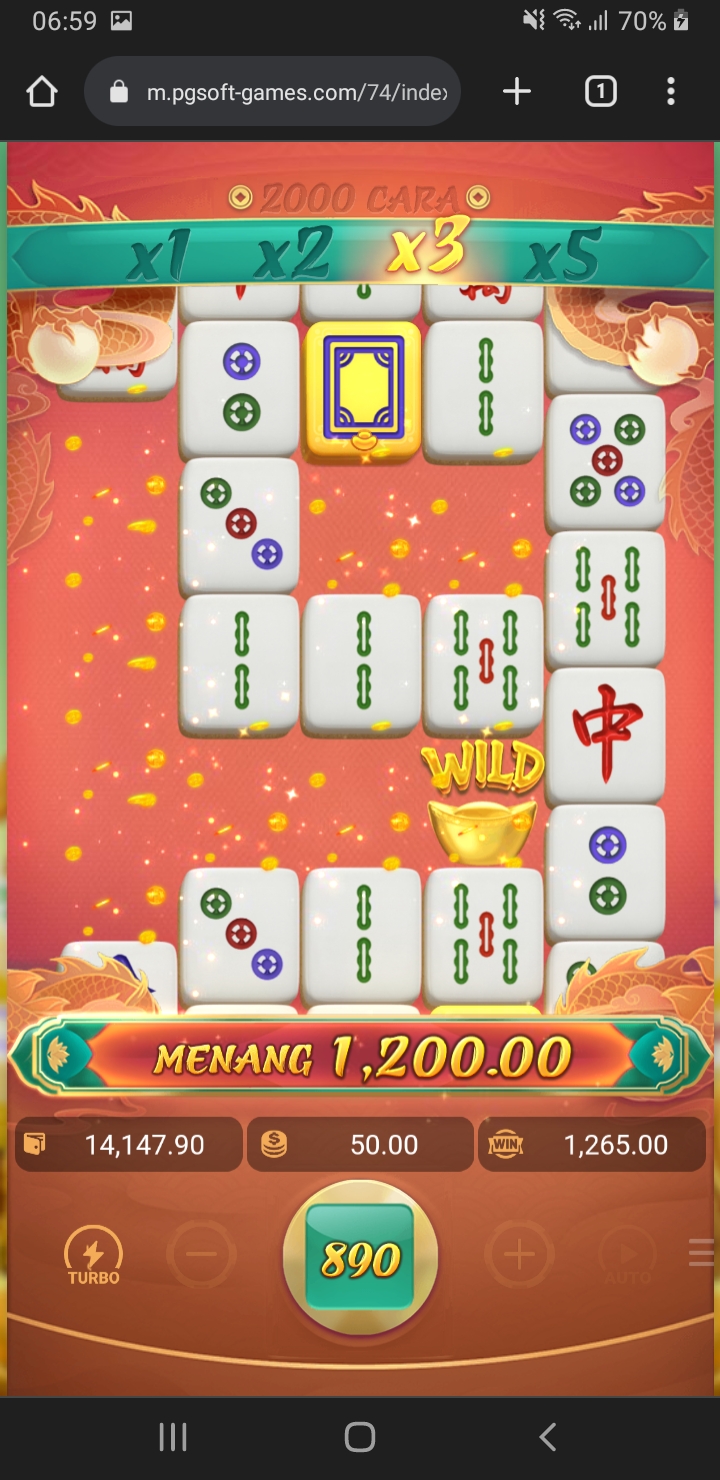 06:59
70%
m.pgsoft-games.com/74/index
1
2000 CARA
x1 x2 x3 x5
中
WILD
MENANG 1,200.00
14,147.90
50.00
WIN
1,265.00
890
TURBO
AUTO